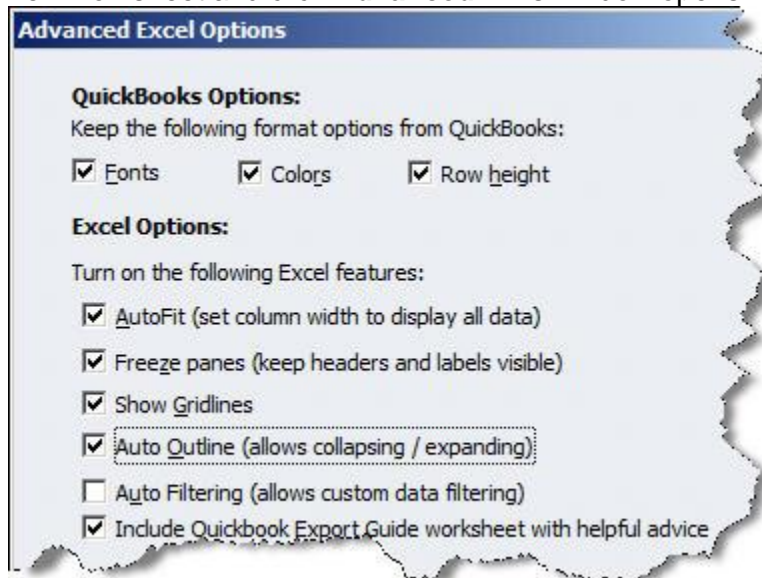 Advanced Excel Options
QuickBooks Options:
Keep the following format options from QuickBooks:
Fonts Colors Row height
Excel Options:
Turn on the following Excel features:
AutoFit (set column width to display all data)
Freeze panes (keep headers and labels visible)
Show Gridlines
Auto Outline (allows collapsing / expanding)
Auto Filtering (allows custom data filtering)
Include Quickbook Export Guide worksheet with helpful advice